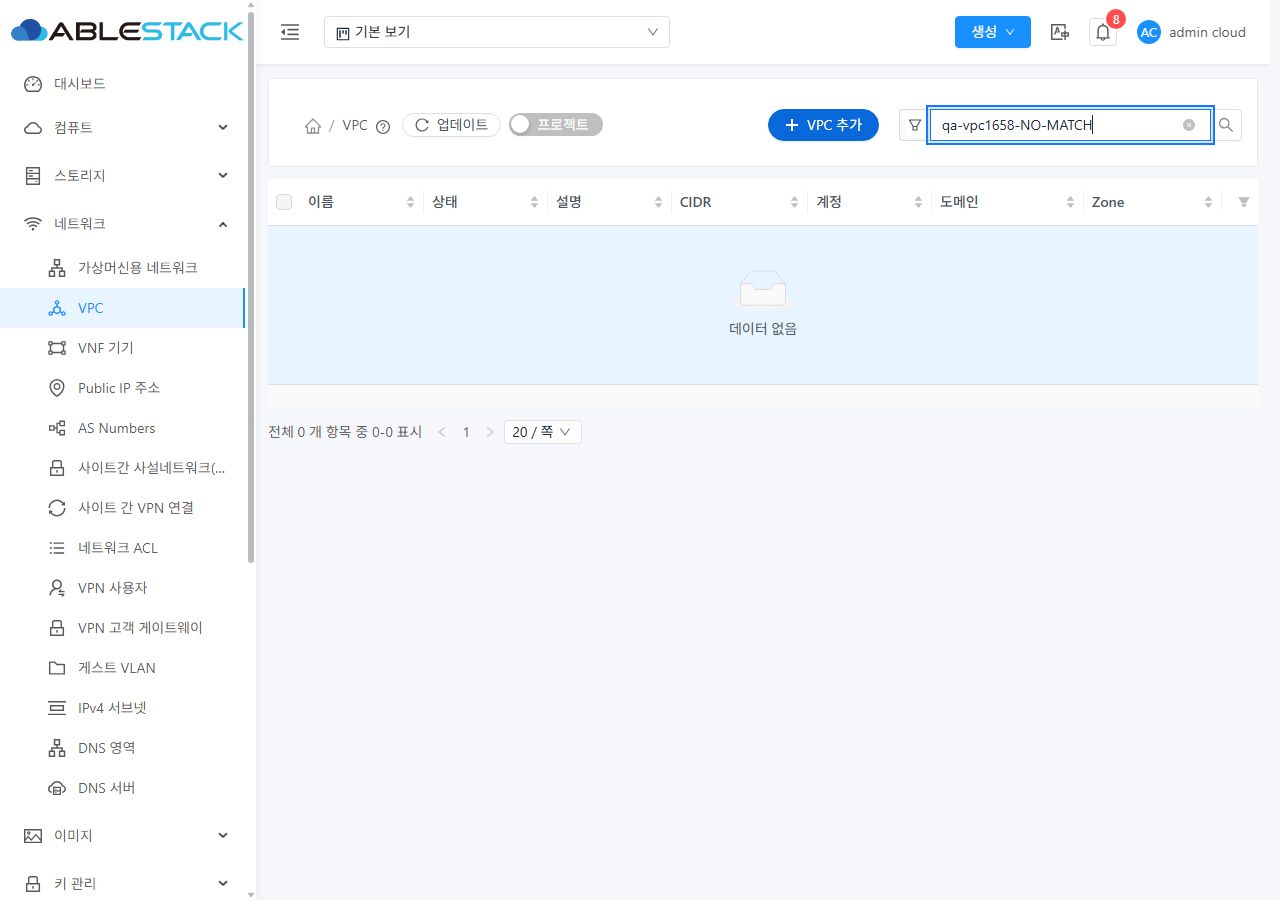 ABLESTACK
기본 보기
생성
8
AC
admin cloud
대시보드
컴퓨트
스토리지
네트워크
가상머신용 네트워크
VPC
VNF 기기
Public IP 주소
AS Numbers
사이트간 사설네트워크(...
사이트 간 VPN 연결
네트워크 ACL
VPN 사용자
VPN 고객 게이트웨이
게스트 VLAN
IPv4 서브넷
DNS 영역
DNS 서버
이미지
키 관리
/ VPC
업데이트
프로젝트
VPC 추가
qa-vpc1658-NO-MATCH
이름 상태 설명 CIDR 계정 도메인 Zone
데이터 없음
전체 0 개 항목 중 0-0 표시 < 1 > 20 / 쪽